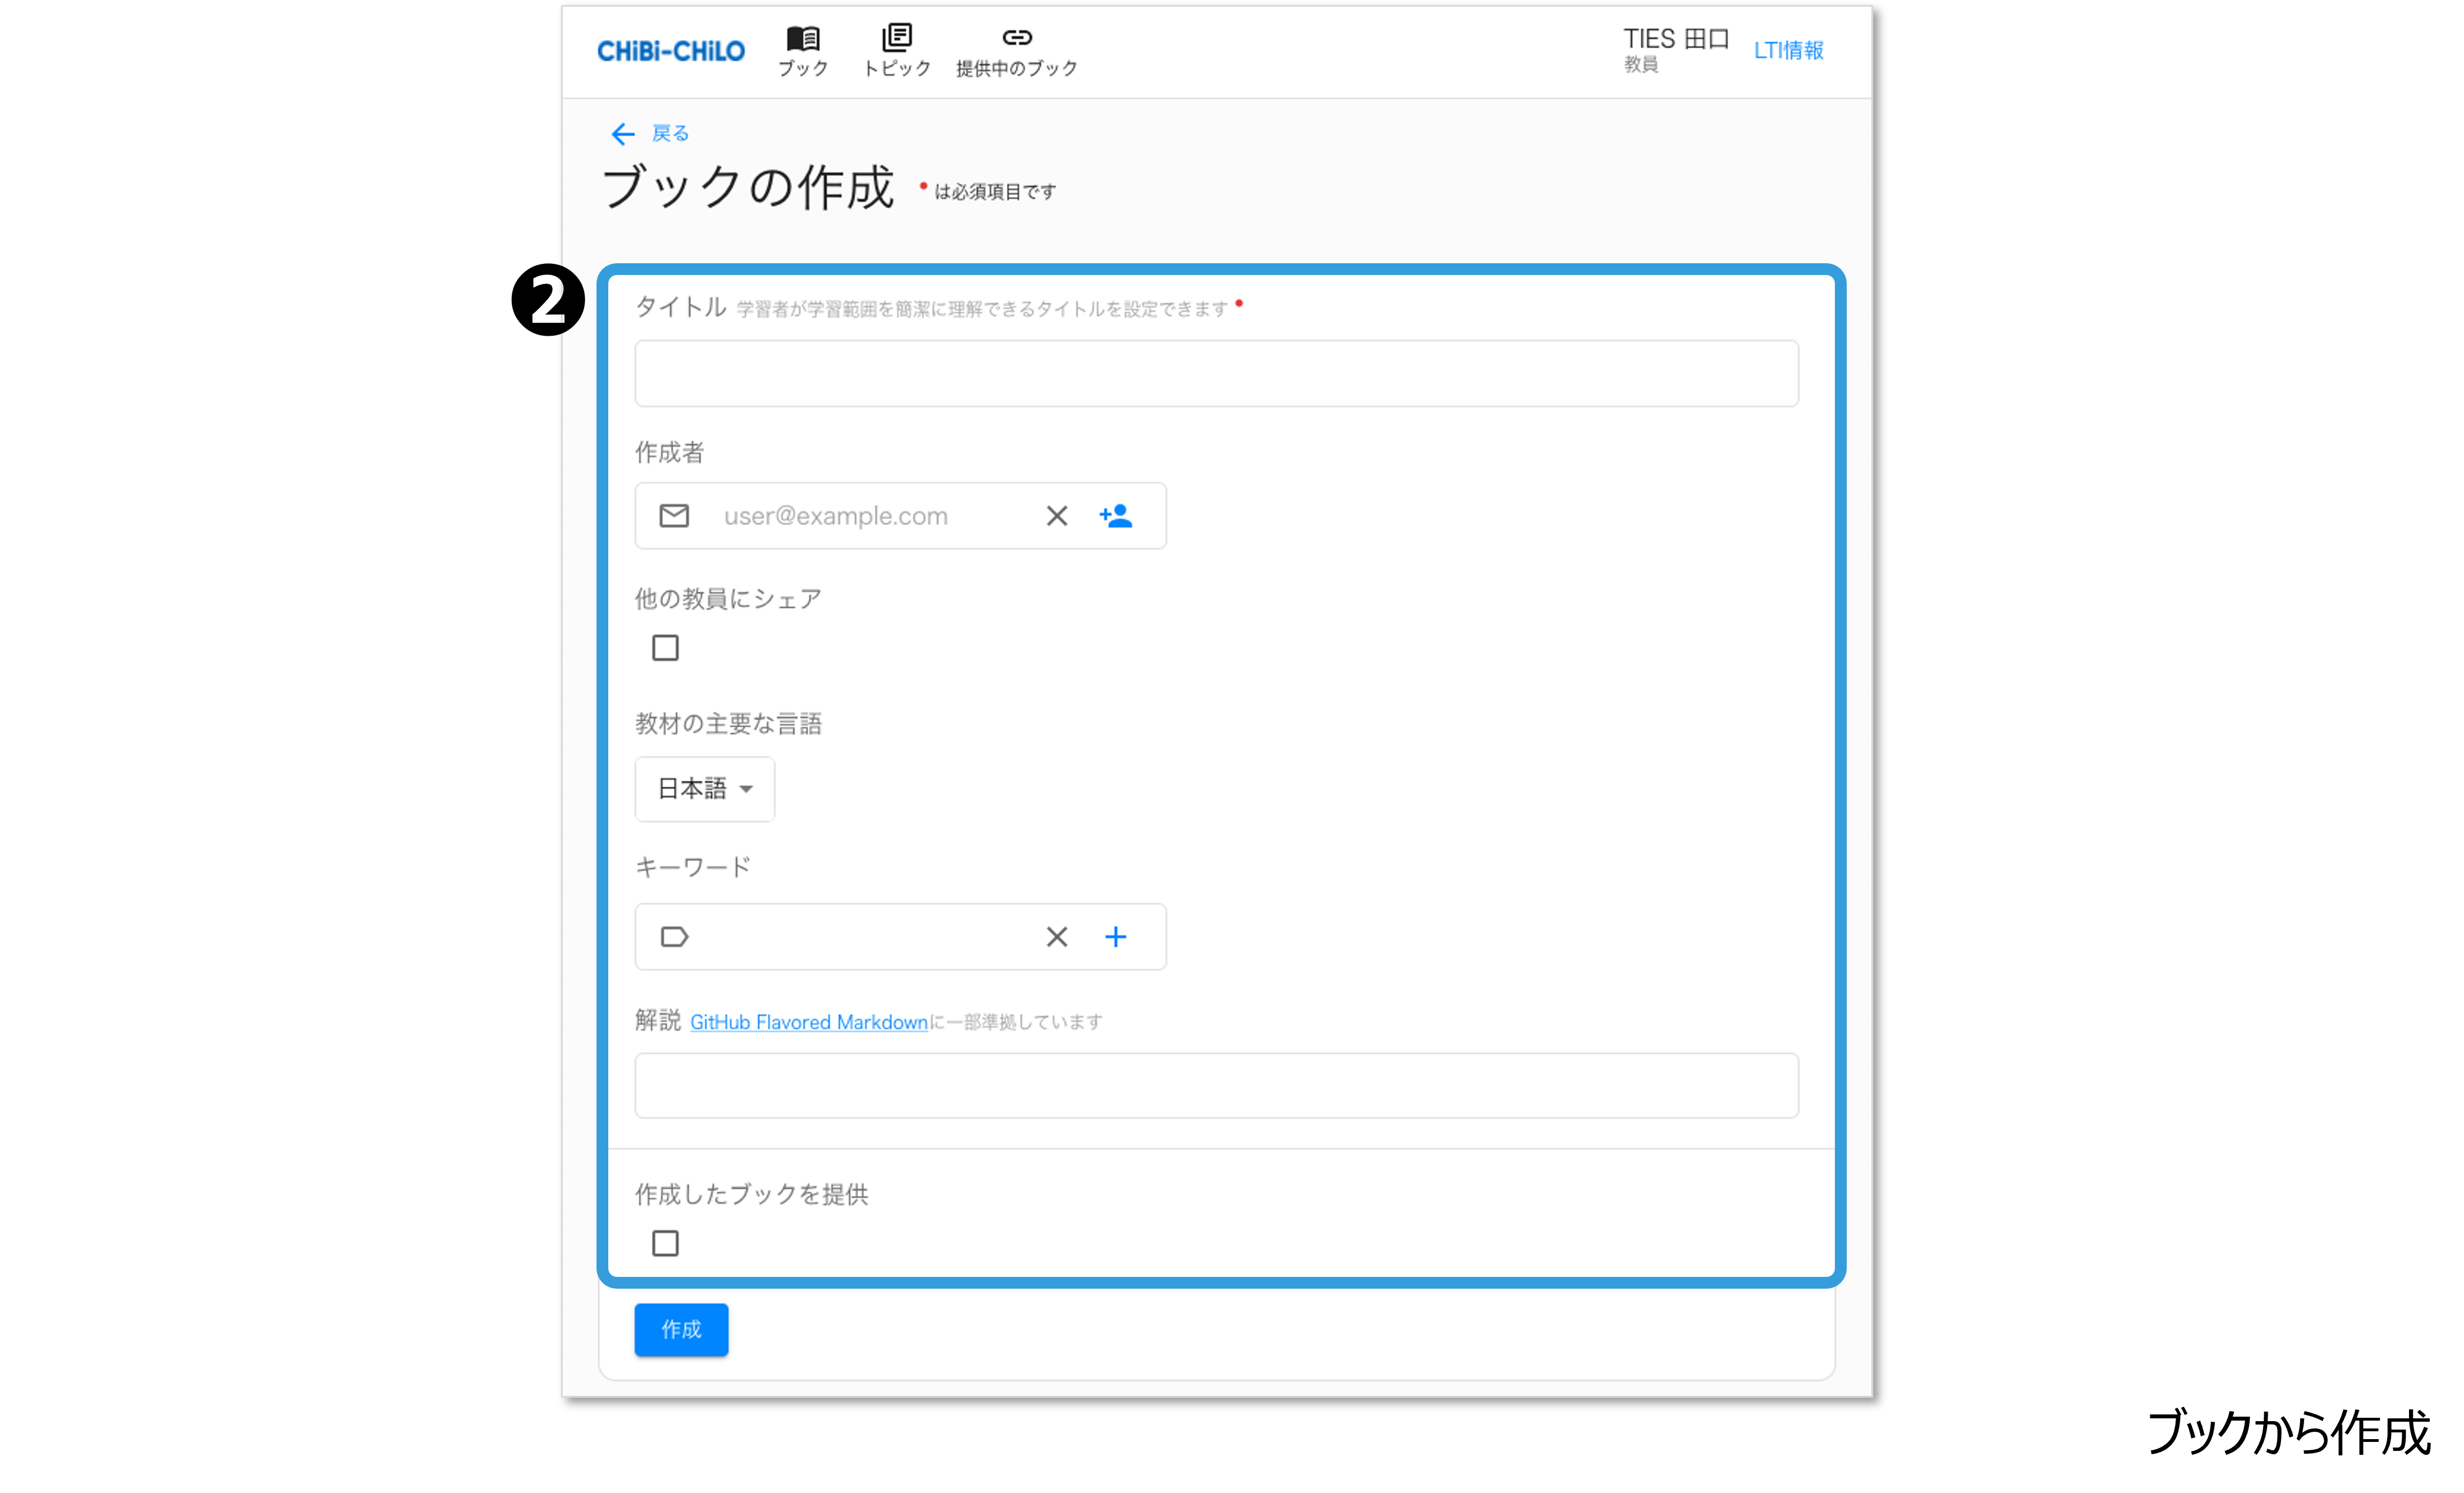 CHiBi-CHiLO
ブック
トピック
提供中のブック
TIES 田口
教員
LTI情報
戻る
ブックの作成 • は必須項目です
2
タイトル 学習者が学習範囲を簡潔に理解できるタイトルを設定できます •
作成者
user@example.com
他の教員にシェア
教材の主要な言語
日本語
キーワード
解説 GitHub Flavored Markdownに一部準拠しています
作成したブックを提供
作成
ブックから作成